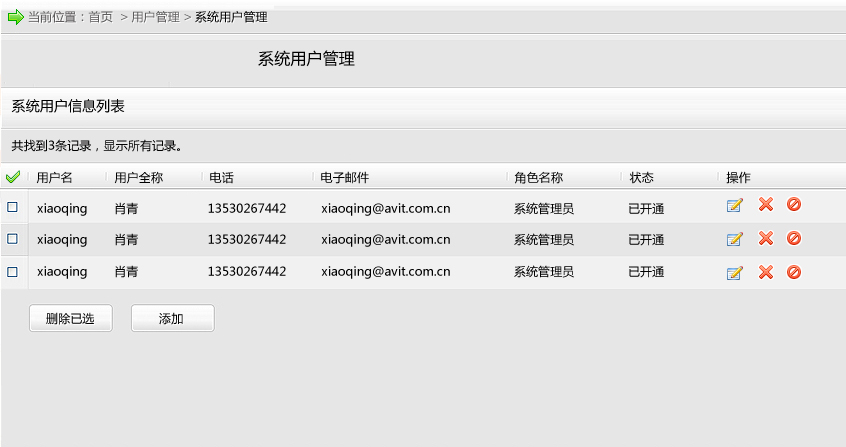 当前位置：首页 > 用户管理 > 系统用户管理
系统用户管理
系统用户信息列表
共找到3条记录，显示所有记录。
用户名 用户全称 电话 电子邮件 角色名称 状态 操作
xiaoqing 肖青 13530267442 xiaoqing@avit.com.cn 系统管理员 已开通
xiaoqing 肖青 13530267442 xiaoqing@avit.com.cn 系统管理员 已开通
xiaoqing 肖青 13530267442 xiaoqing@avit.com.cn 系统管理员 已开通
删除已选 添加